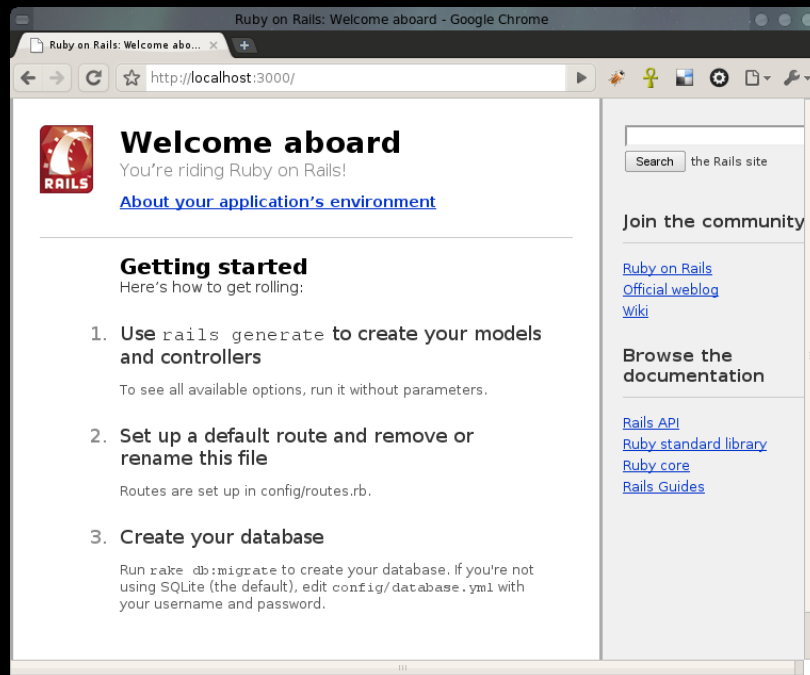 Ruby on Rails: Welcome aboard - Google Chrome
Ruby on Rails: Welcome abo...
http://localhost:3000/
RAILS
Welcome aboard
You're riding Ruby on Rails!
About your application's environment
Getting started
Here's how to get rolling:
1. Use rails generate to create your models
and controllers
To see all available options, run it without parameters.
2. Set up a default route and remove or
rename this file
Routes are set up in config/routes.rb.
3. Create your database
Run rake db:migrate to create your database. If you're not
using SQLite (the default), edit config/database.yml with
your username and password.
Search the Rails site
Join the community
Ruby on Rails
Official weblog
Wiki
Browse the
documentation
Rails API
Ruby standard library
Ruby core
Rails Guides